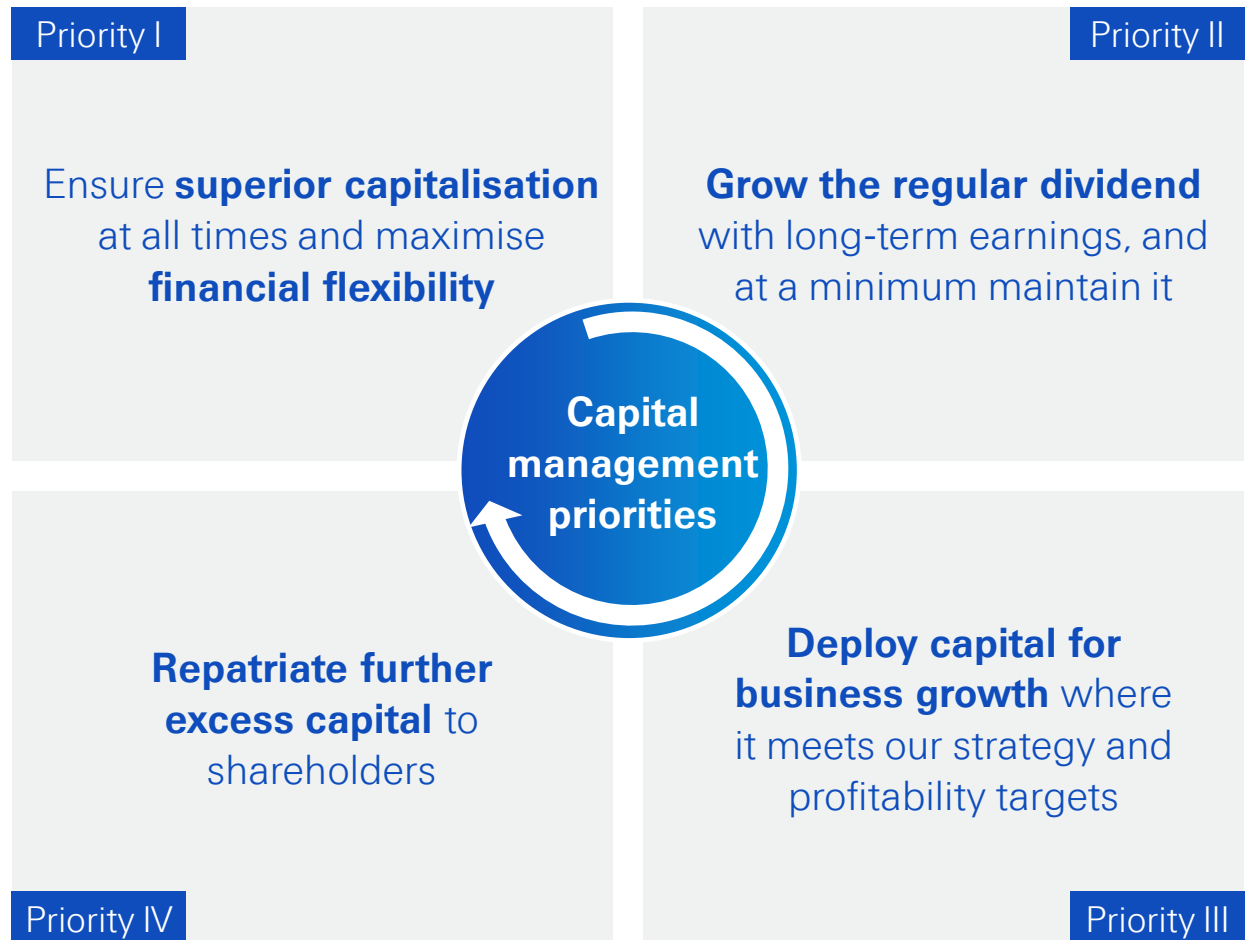 Priority I
Ensure superior capitalisation
at all times and maximise
financial flexibility
Priority II
Grow the regular dividend
with long-term earnings, and
at a minimum maintain it
Capital
management
priorities
Deploy capital for
business growth where
it meets our strategy and
profitability targets
Priority III
Repatriate further
excess capital to
shareholders
Priority IV